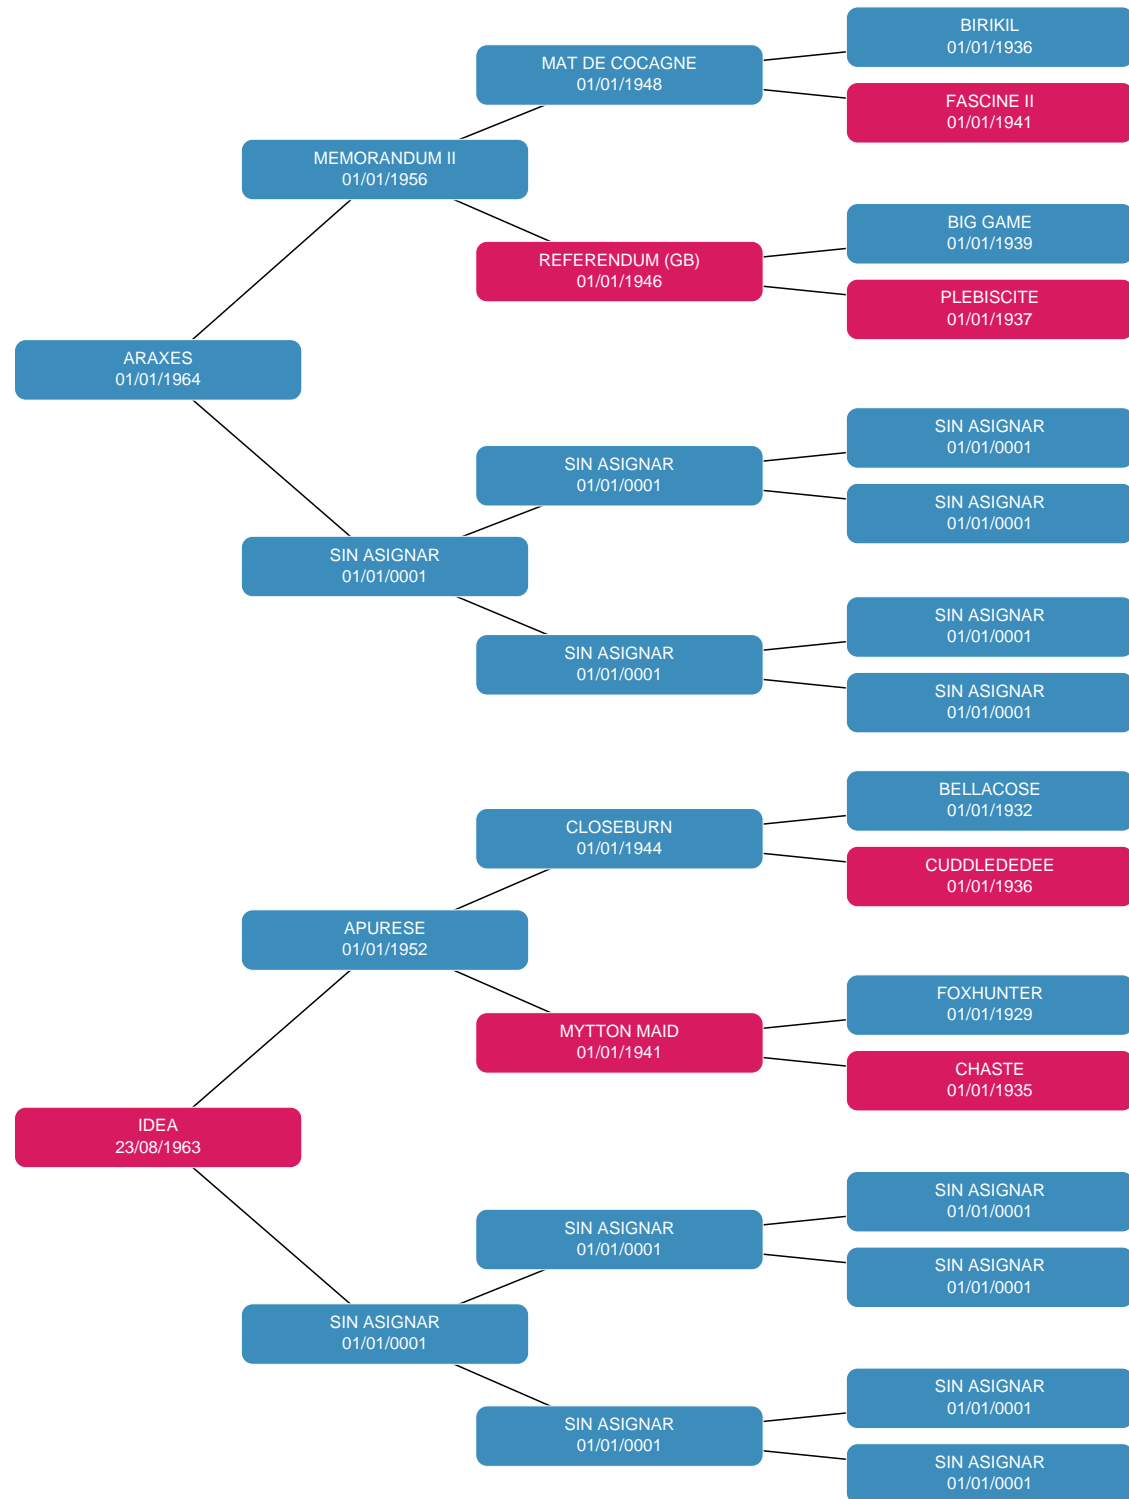 BIRIKIL
01/01/1936
MAT DE COCAGNE
01/01/1948
FASCINE II
01/01/1941
MEMORANDUM II
01/01/1956
BIG GAME
01/01/1939
REFERENDUM (GB)
01/01/1946
PLEBISCITE
01/01/1937
ARAXES
01/01/1964
SIN ASIGNAR
01/01/0001
SIN ASIGNAR
01/01/0001
SIN ASIGNAR
01/01/0001
SIN ASIGNAR
01/01/0001
SIN ASIGNAR
01/01/0001
SIN ASIGNAR
01/01/0001
SIN ASIGNAR
01/01/0001
BELLACOSE
01/01/1932
CLOSEBURN
01/01/1944
CUDDLEDEDEE
01/01/1936
APURESE
01/01/1952
FOXHUNTER
01/01/1929
MYTTON MAID
01/01/1941
CHASTE
01/01/1935
IDEA
23/08/1963
SIN ASIGNAR
01/01/0001
SIN ASIGNAR
01/01/0001
SIN ASIGNAR
01/01/0001
SIN ASIGNAR
01/01/0001
SIN ASIGNAR
01/01/0001
SIN ASIGNAR
01/01/0001
SIN ASIGNAR
01/01/0001